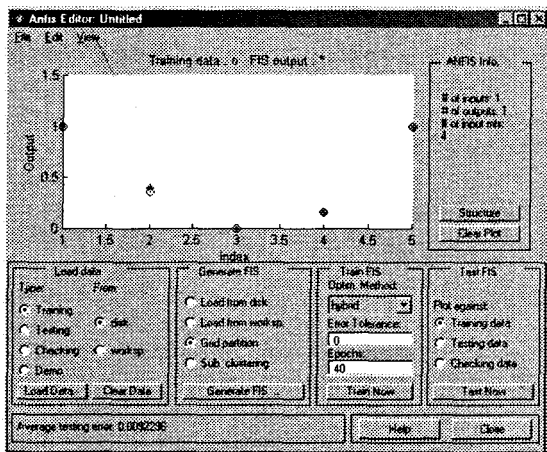 Anfis Editor: Untitled
File Edit View
Training data : o FIS output : *
1.5
1
0.5
0
Output
1 1.5 2 2.5 3 3.5 4 4.5 5
Index
ANFIS Info.
# of inputs: 1
# of outputs: 1
# of input mfs:
4
Structure
Clear Plot
Load data
Type: From:
Training
Testing
Checking
Demo
disk
worksp.
Load Data Clear Data
Generate FIS
Load from disk
Load from worksp.
Grid partition
Sub. clustering
Generate FIS ..
Train FIS
Optim. Method:
hybrid
Error Tolerance:
0
Epochs:
40
Train Now
Test FIS
Plot against:
Training data
Testing data
Checking data
Test Now
Average testing error: 0.0092236
Help Close